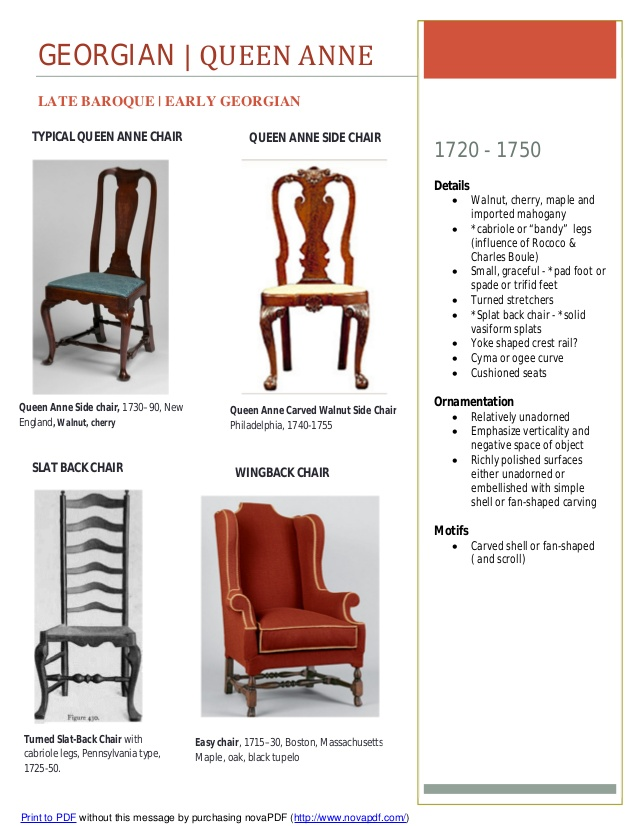 GEORGIAN | QUEEN ANNE
LATE BAROQUE | EARLY GEORGIAN
TYPICAL QUEEN ANNE CHAIR
QUEEN ANNE SIDE CHAIR
Queen Anne Side chair, 1730–90, New
England, Walnut, cherry
Queen Anne Carved Walnut Side Chair
Philadelphia, 1740-1755
SLAT BACK CHAIR
WINGBACK CHAIR
Figure 430.
Turned Slat-Back Chair with
cabriole legs, Pennsylvania type,
1725-50.
Easy chair, 1715–30, Boston, Massachusetts
Maple, oak, black tupelo
1720 - 1750
Details
• Walnut, cherry, maple and
imported mahogany
• *cabriole or “bandy” legs
(influence of Rococo &
Charles Boule)
• Small, graceful - *pad foot or
spade or trifid feet
• Turned stretchers
• *Splat back chair - *solid
vasiform splats
• Yoke shaped crest rail?
• Cyma or ogee curve
• Cushioned seats
Ornamentation
• Relatively unadorned
• Emphasize verticality and
negative space of object
• Richly polished surfaces
either unadorned or
embellished with simple
shell or fan-shaped carving
Motifs
• Carved shell or fan-shaped
( and scroll)
Print to PDF without this message by purchasing novaPDF (http://www.novapdf.com/)